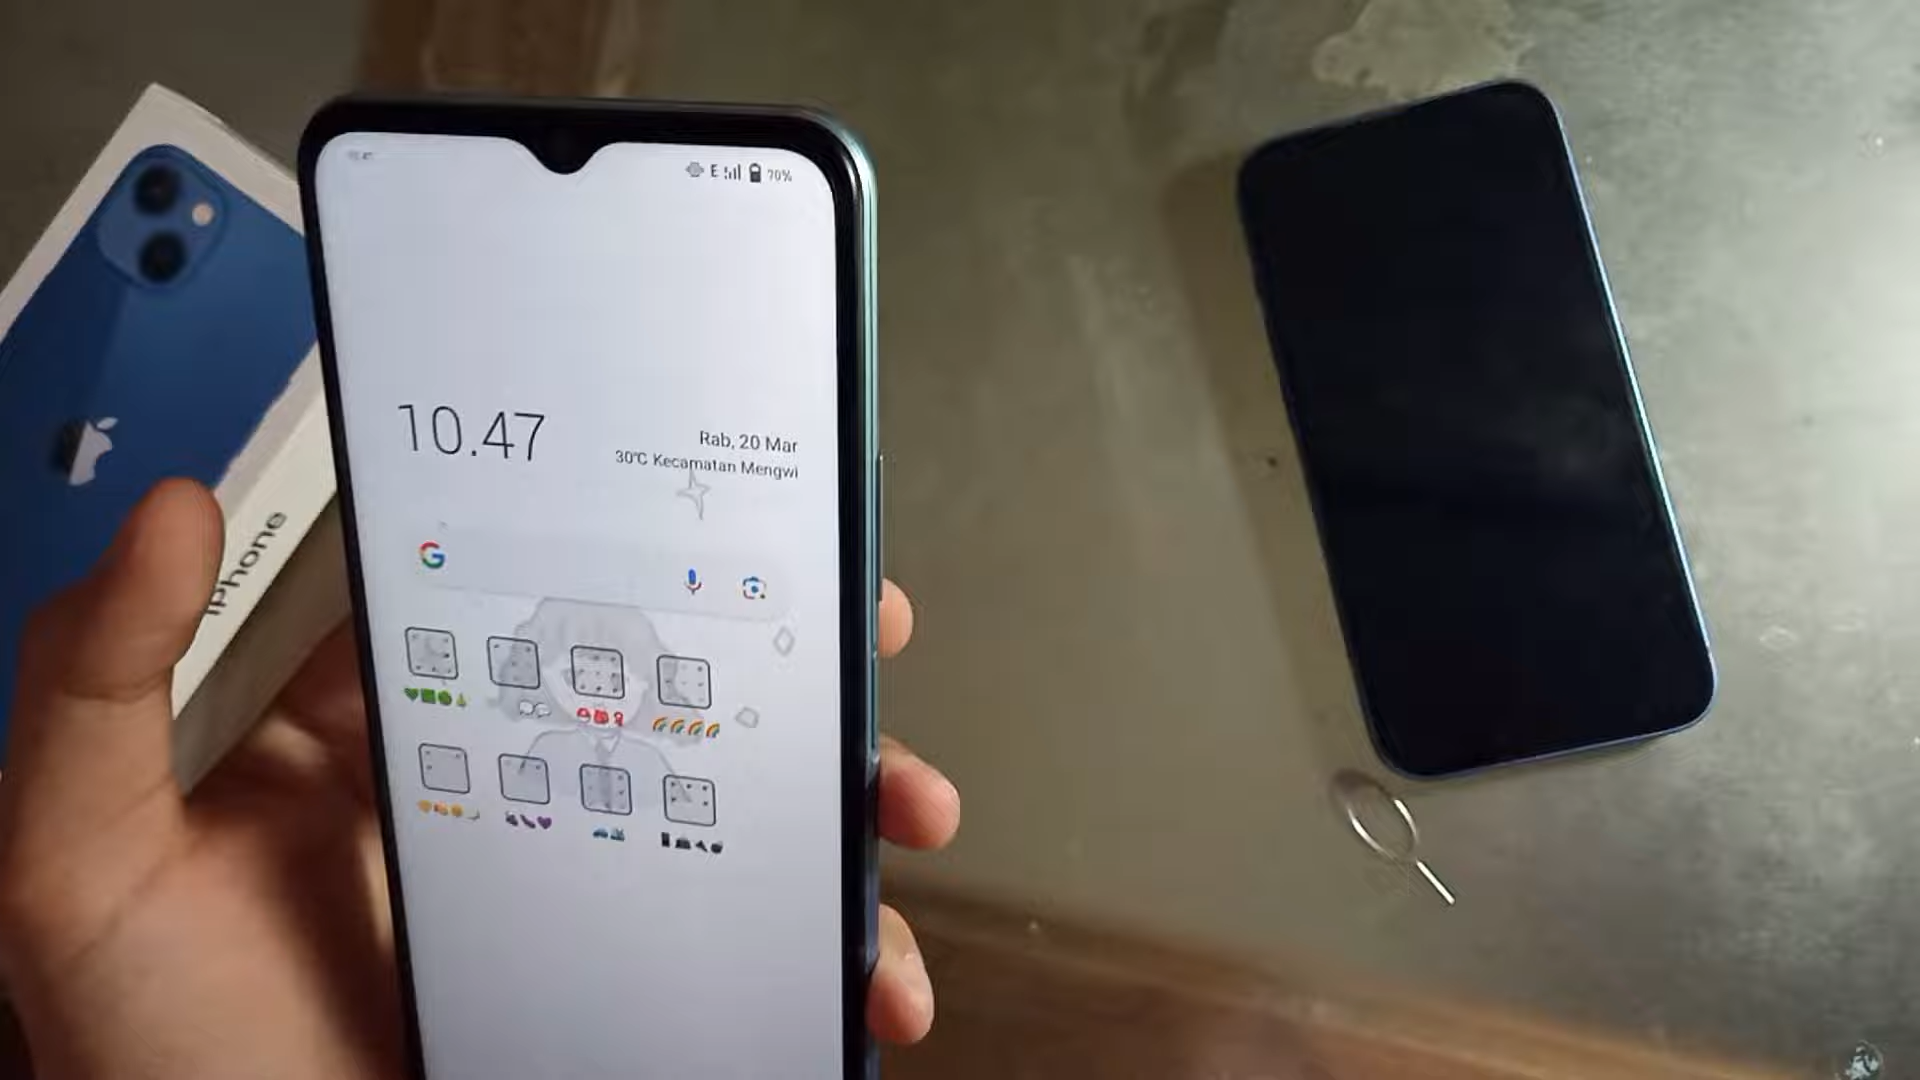 E 70%
10.47
Rab, 20 Mar
30°C Kecamatan Mengwi
G
iPhone